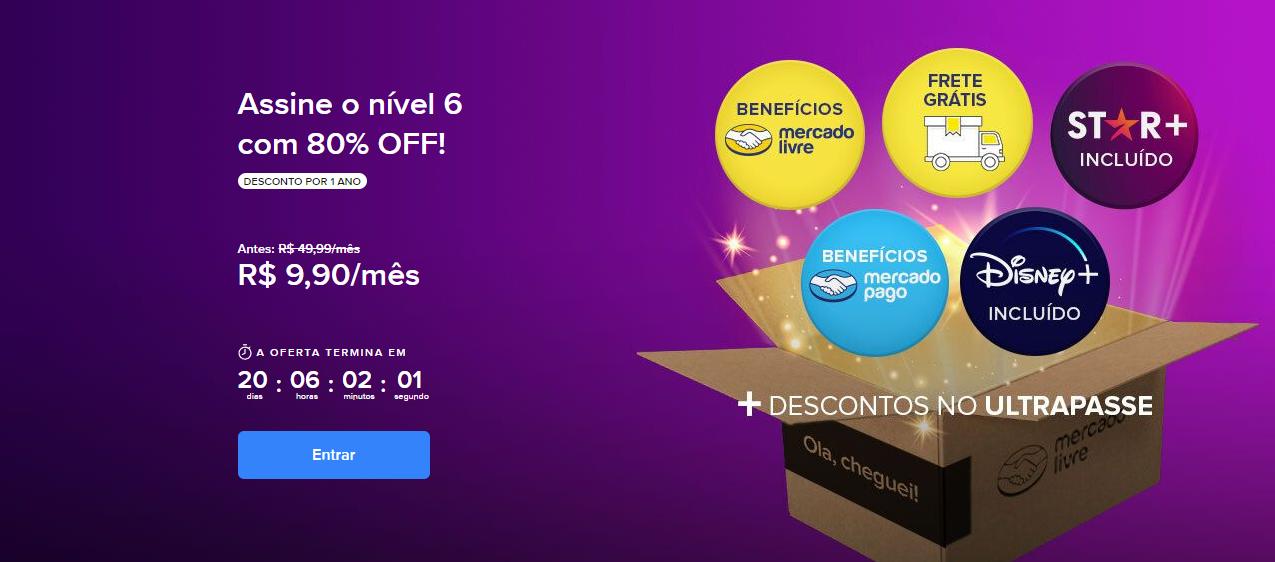 Assine o nível 6
com 80% OFF!
DESCONTO POR 1 ANO
Antes: R$ 49,99/mês
R$ 9,90/mês
A OFERTA TERMINA EM
20 : 06 : 02 : 01
dias horas minutos segundo
Entrar
BENEFÍCIOS
mercado
livre
FRETE
GRÁTIS
ST★R+
INCLUÍDO
BENEFÍCIOS
mercado
pago
Disney+
INCLUÍDO
+ DESCONTOS NO ULTRAPASSE
Ola, cheguei!
mercado
livre